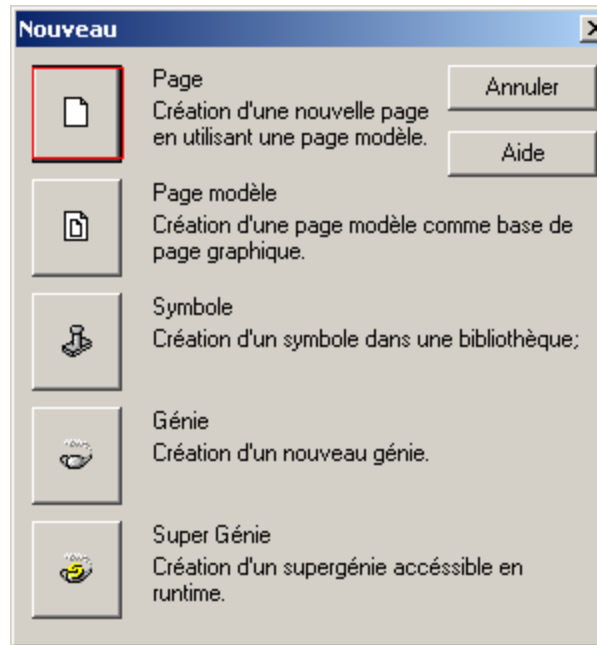 Nouveau
Page
Création d'une nouvelle page
en utilisant une page modèle.
Annuler
Aide
Page modèle
Création d'une page modèle comme base de
page graphique.
Symbole
Création d'un symbole dans une bibliothèque;
Génie
Création d'un nouveau génie.
Super Génie
Création d'un supergénie accéssible en
runtime.